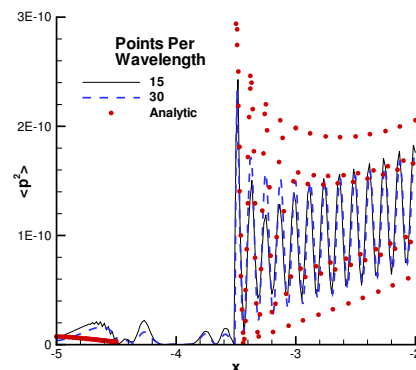 3E-10
Points Per
Wavelength
15
30
Analytic
2E-10
<p²>
1E-10
0
-5
-4
-3
-2
x